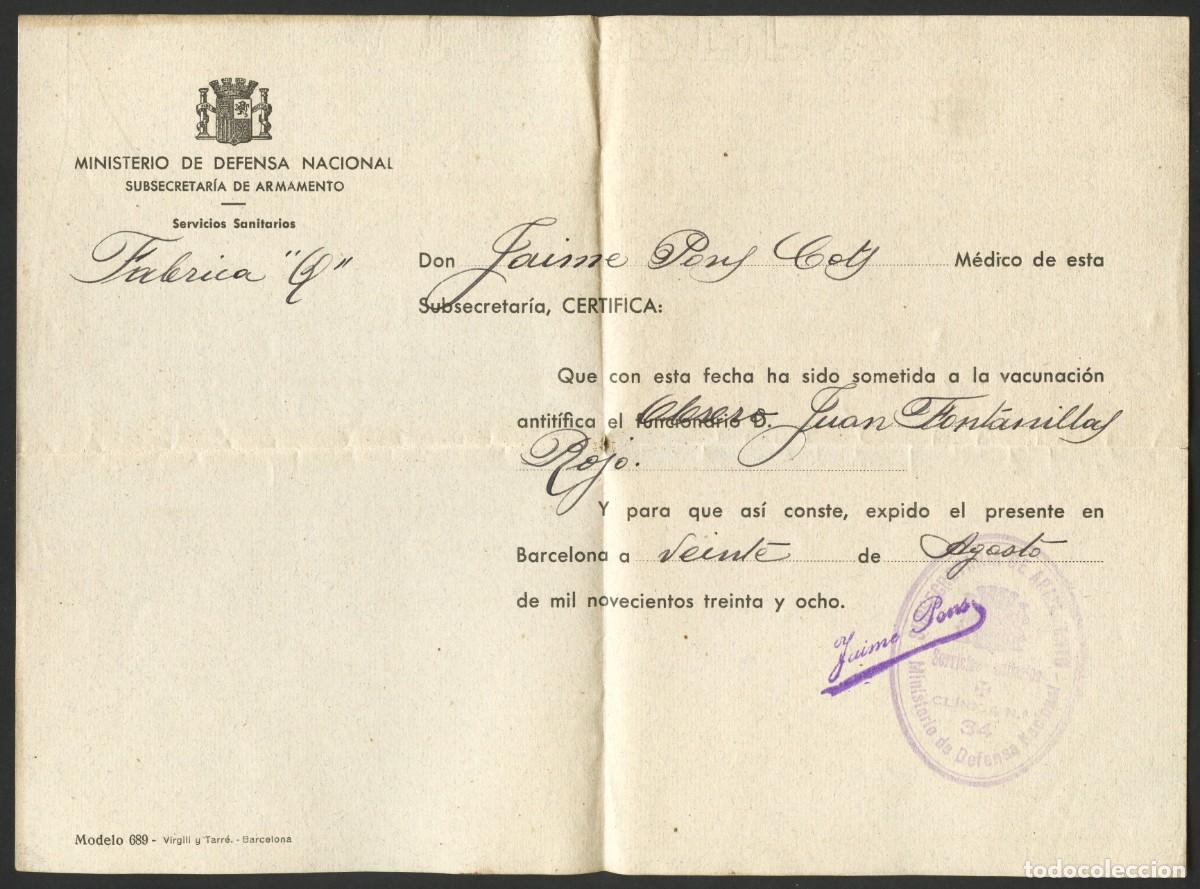 MINISTERIO DE DEFENSA NACIONAL
SUBSECRETARÍA DE ARMAMENTO
Servicios Sanitarios
Fabrica "Q"
Don Jaime Pons Cots Médico de esta
Subsecretaría, CERTIFICA:
Que con esta fecha ha sido sometida a la vacunación
antitífica el funcionario D. Obrero Juan Fontanillas
Rojo.
Y para que así conste, expido el presente en
Barcelona a veinte de Agosto
de mil novecientos treinta y ocho.
Jaime Pons
Servicios
CLÍNICA N.º
34
Ministerio de Defensa Nacional
Modelo 689 - Virgili y Tarré. - Barcelona
todocoleccion